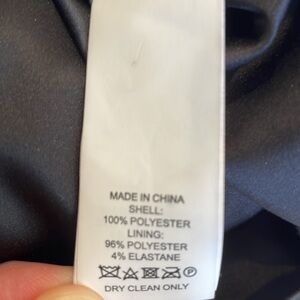 MADE IN CHINA
SHELL:
100% POLYESTER
LINING:
96% POLYESTER
4% ELASTANE
P
DRY CLEAN ONLY